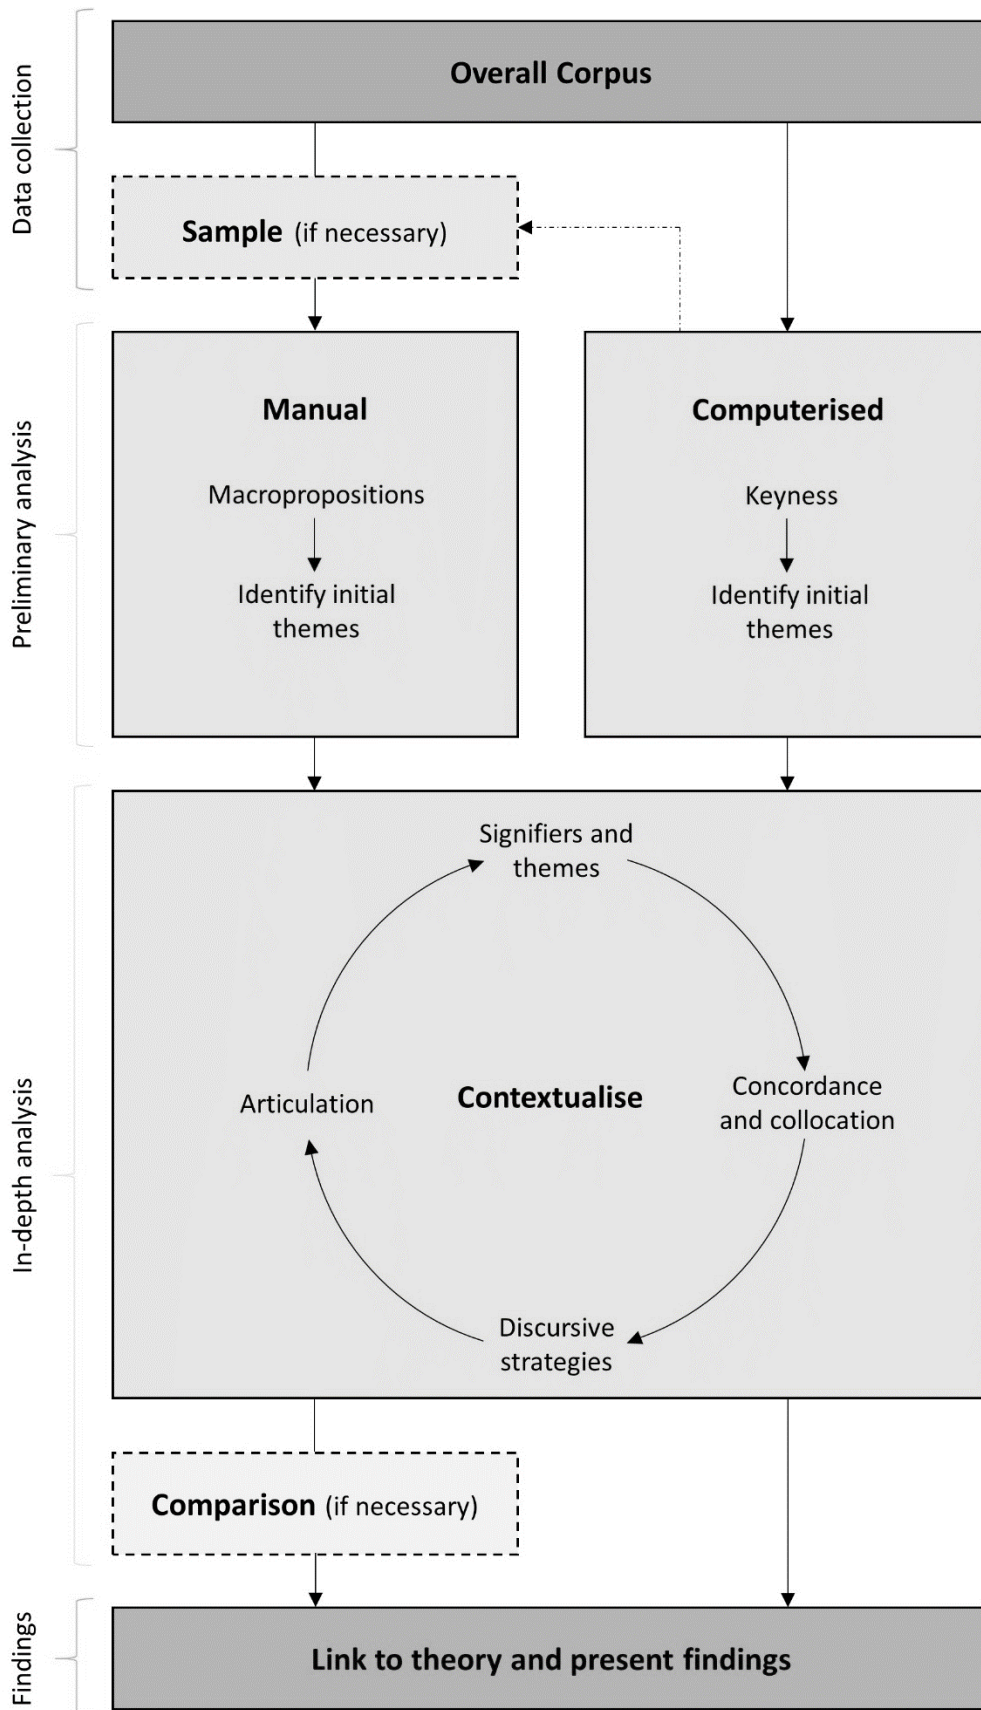 Data collection
Overall Corpus
Sample (if necessary)
Preliminary analysis
Manual
Macropropositions
Identify initial
themes
Computerised
Keyness
Identify initial
themes
In-depth analysis
Signifiers and
themes
Articulation
Contextualise
Concordance
and collocation
Discursive
strategies
Comparison (if necessary)
Findings
Link to theory and present findings